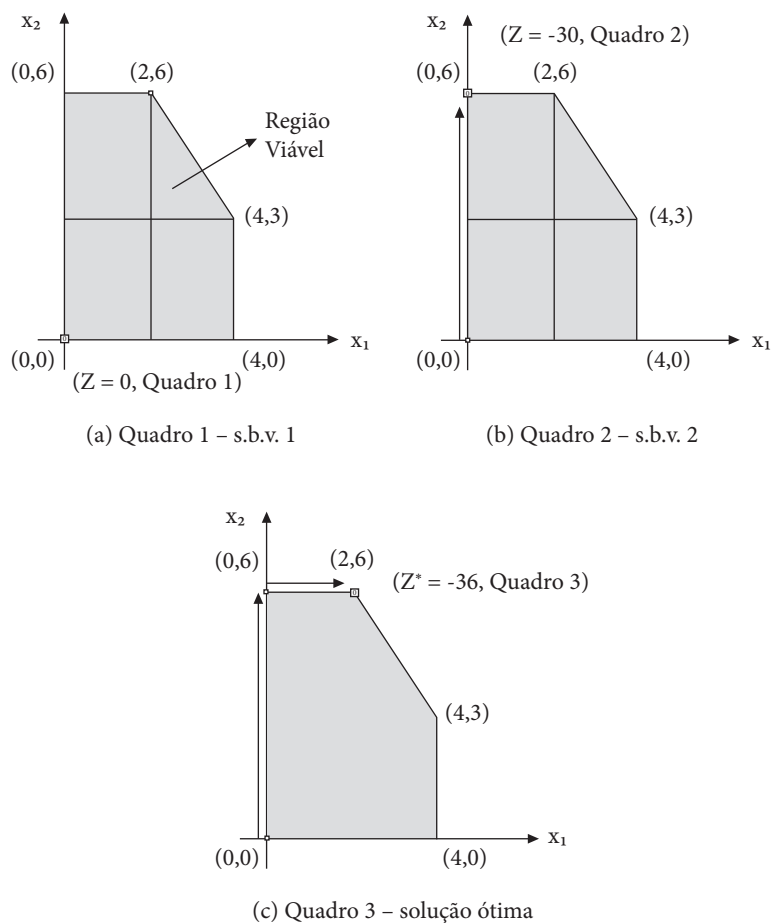 x₂
(0,6)
(2,6)
Região
Viável
(4,3)
x₁
(0,0)
(4,0)
(Z = 0, Quadro 1)
(a) Quadro 1 – s.b.v. 1
x₂
(Z = -30, Quadro 2)
(0,6)
(2,6)
(4,3)
x₁
(0,0)
(4,0)
(b) Quadro 2 – s.b.v. 2
x₂
(0,6)
(2,6)
(Z* = -36, Quadro 3)
(4,3)
x₁
(0,0)
(4,0)
(c) Quadro 3 – solução ótima